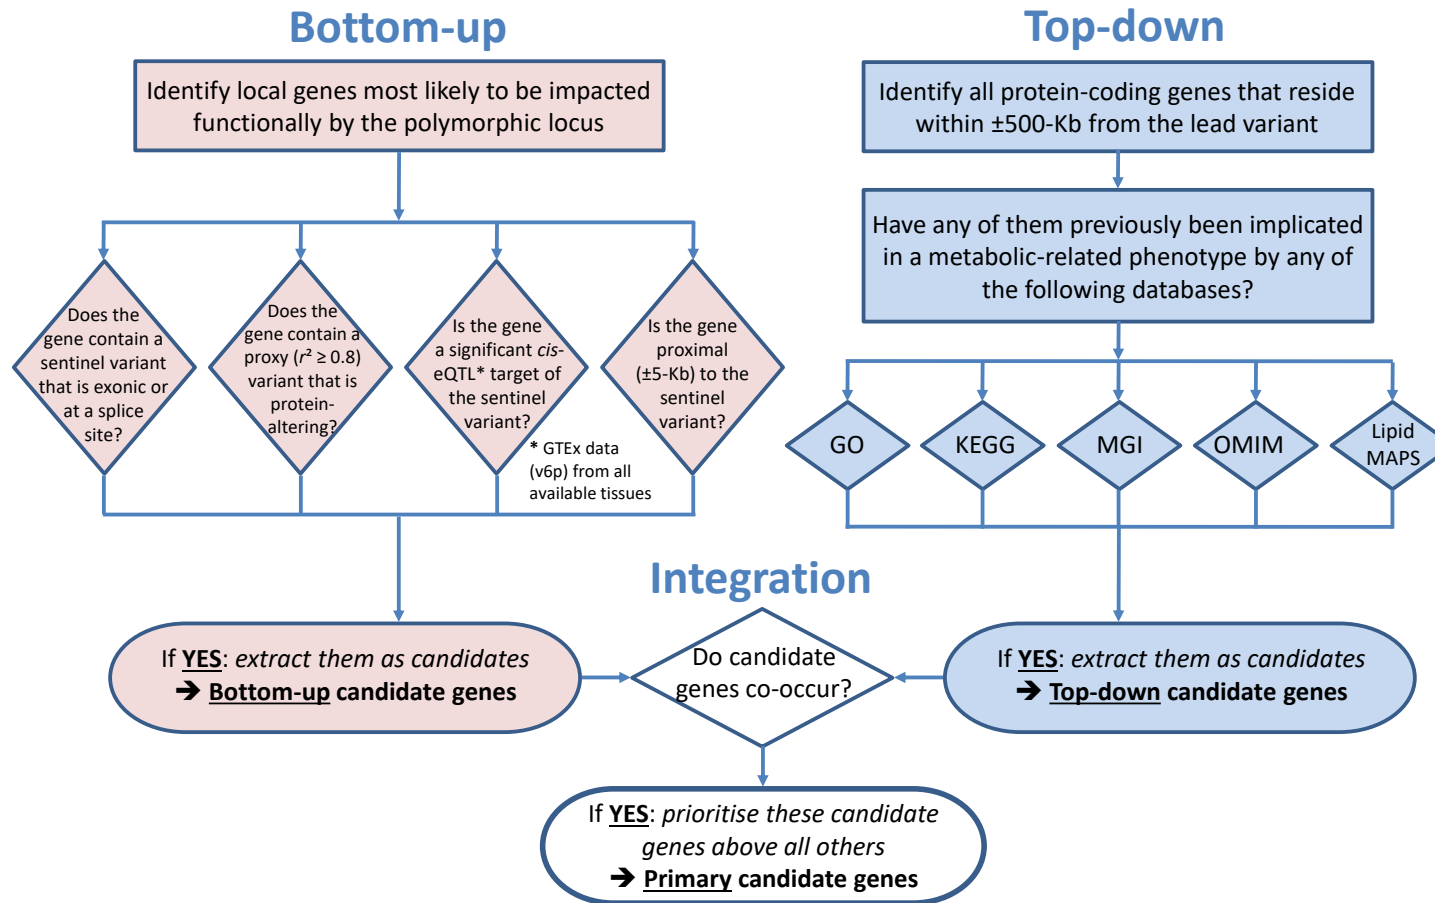 Bottom-up
Identify local genes most likely to be impacted
functionally by the polymorphic locus
Does the
gene contain a
sentinel variant
that is exonic or
at a splice
site?
Does the
gene contain a
proxy (r² ≥ 0.8)
variant that is
protein-
altering?
Is the gene
a significant cis-
eQTL* target of
the sentinel
variant?
Is the gene
proximal
(±5-Kb) to the
sentinel
variant?
* GTEx data
(v6p) from all
available tissues
If YES: extract them as candidates
➔ Bottom-up candidate genes
Top-down
Identify all protein-coding genes that reside
within ±500-Kb from the lead variant
Have any of them previously been implicated
in a metabolic-related phenotype by any of
the following databases?
GO
KEGG
MGI
OMIM
Lipid
MAPS
If YES: extract them as candidates
➔ Top-down candidate genes
Integration
Do candidate
genes co-occur?
If YES: prioritise these candidate
genes above all others
➔ Primary candidate genes